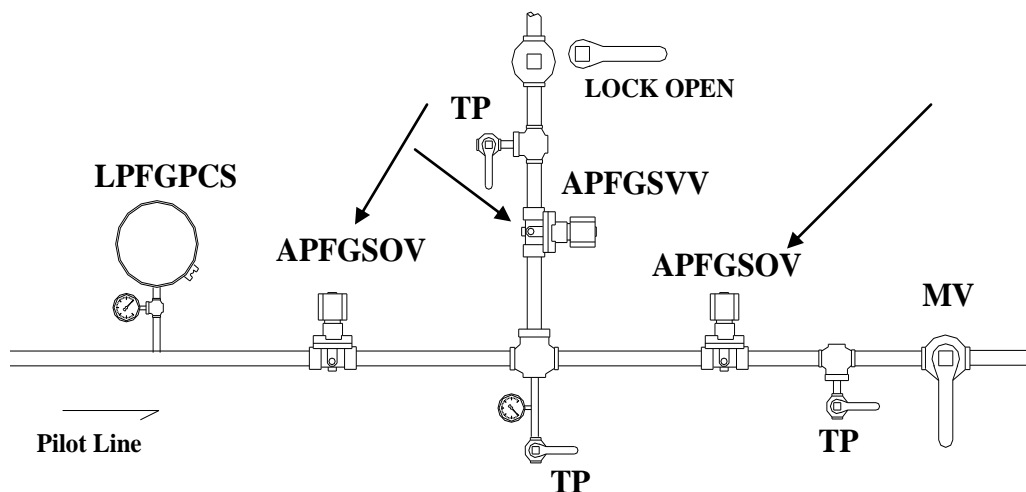 LOCK OPEN
TP
LPFGPCS
APFGSVV
APFGSOV
APFGSOV
MV
Pilot Line
TP
TP